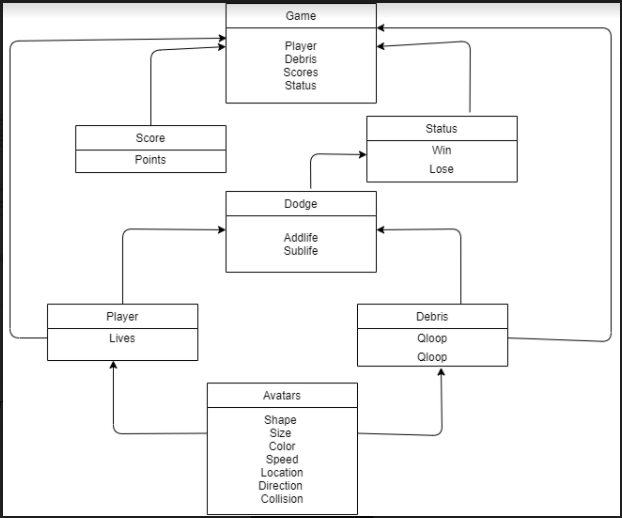 Game
Player
Debris
Scores
Status
Score
Points
Status
Win
Lose
Dodge
Addlife
Sublife
Player
Lives
Debris
Qloop
Qloop
Avatars
Shape
Size
Color
Speed
Location
Direction
Collision